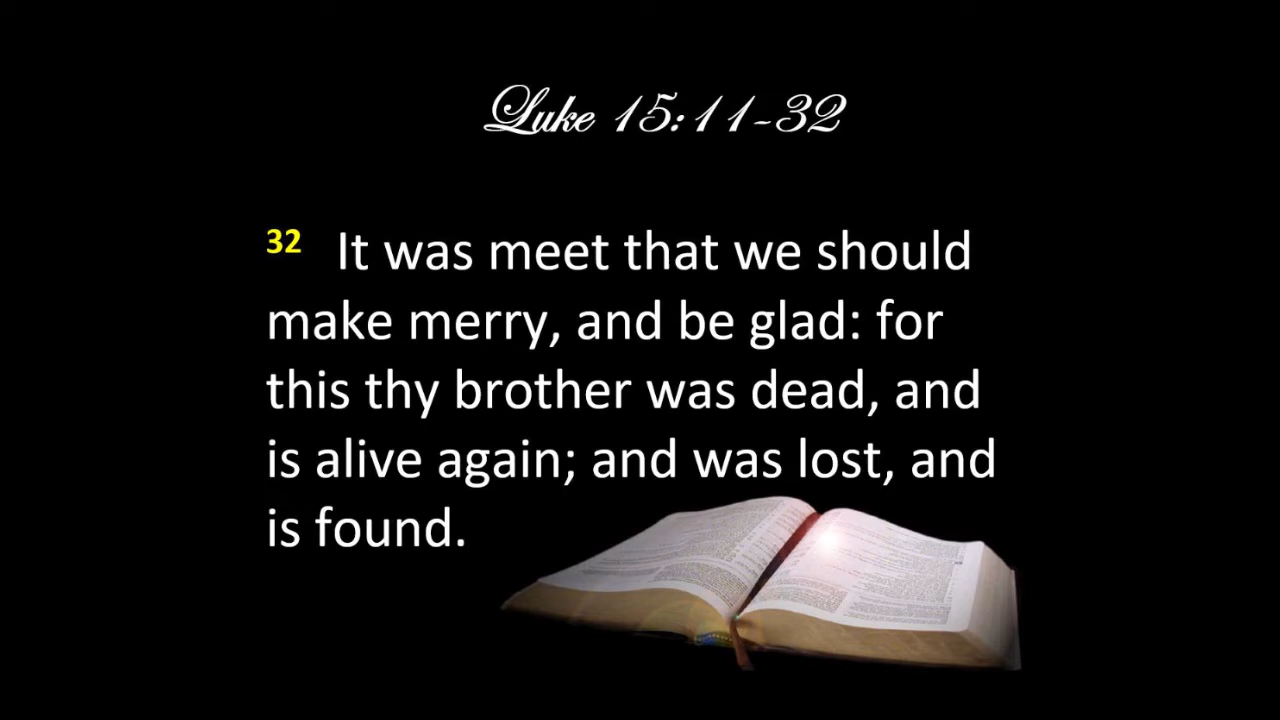 Luke 15:11-32
32 It was meet that we should
make merry, and be glad: for
this thy brother was dead, and
is alive again; and was lost, and
is found.